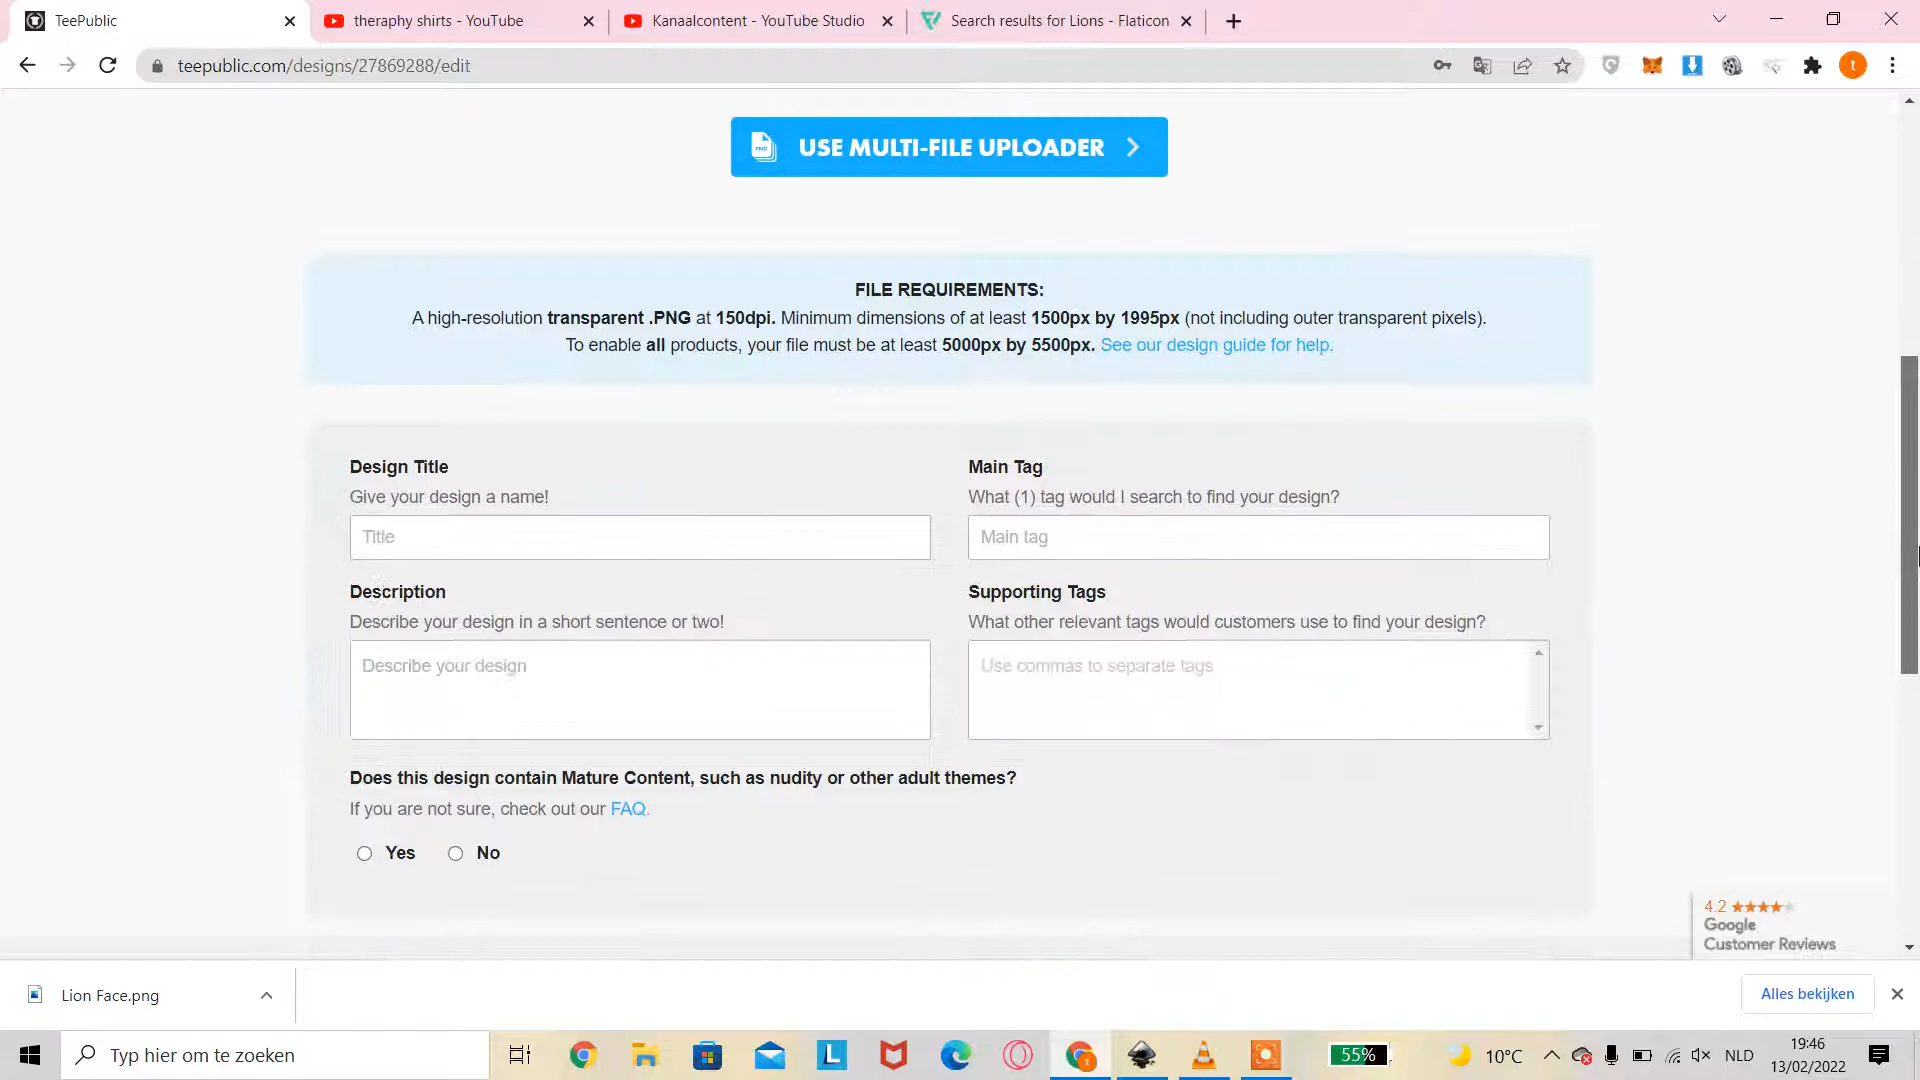 TeePublic
theraphy shirts - YouTube
Kanaalcontent - YouTube Studio
Search results for Lions - Flaticon
teepublic.com/designs/27869288/edit
t
PNG
USE MULTI-FILE UPLOADER
FILE REQUIREMENTS:
A high-resolution transparent .PNG at 150dpi. Minimum dimensions of at least 1500px by 1995px (not including outer transparent pixels).
To enable all products, your file must be at least 5000px by 5500px. See our design guide for help.
Design Title
Give your design a name!
Title
Main Tag
What (1) tag would I search to find your design?
Main tag
Description
Describe your design in a short sentence or two!
Describe your design
Supporting Tags
What other relevant tags would customers use to find your design?
Use commas to separate tags
Does this design contain Mature Content, such as nudity or other adult themes?
If you are not sure, check out our FAQ.
Yes
No
4.2
Google
Customer Reviews
Lion Face.png
Alles bekijken
Typ hier om te zoeken
L
55%
10°C
NLD
19:46
13/02/2022